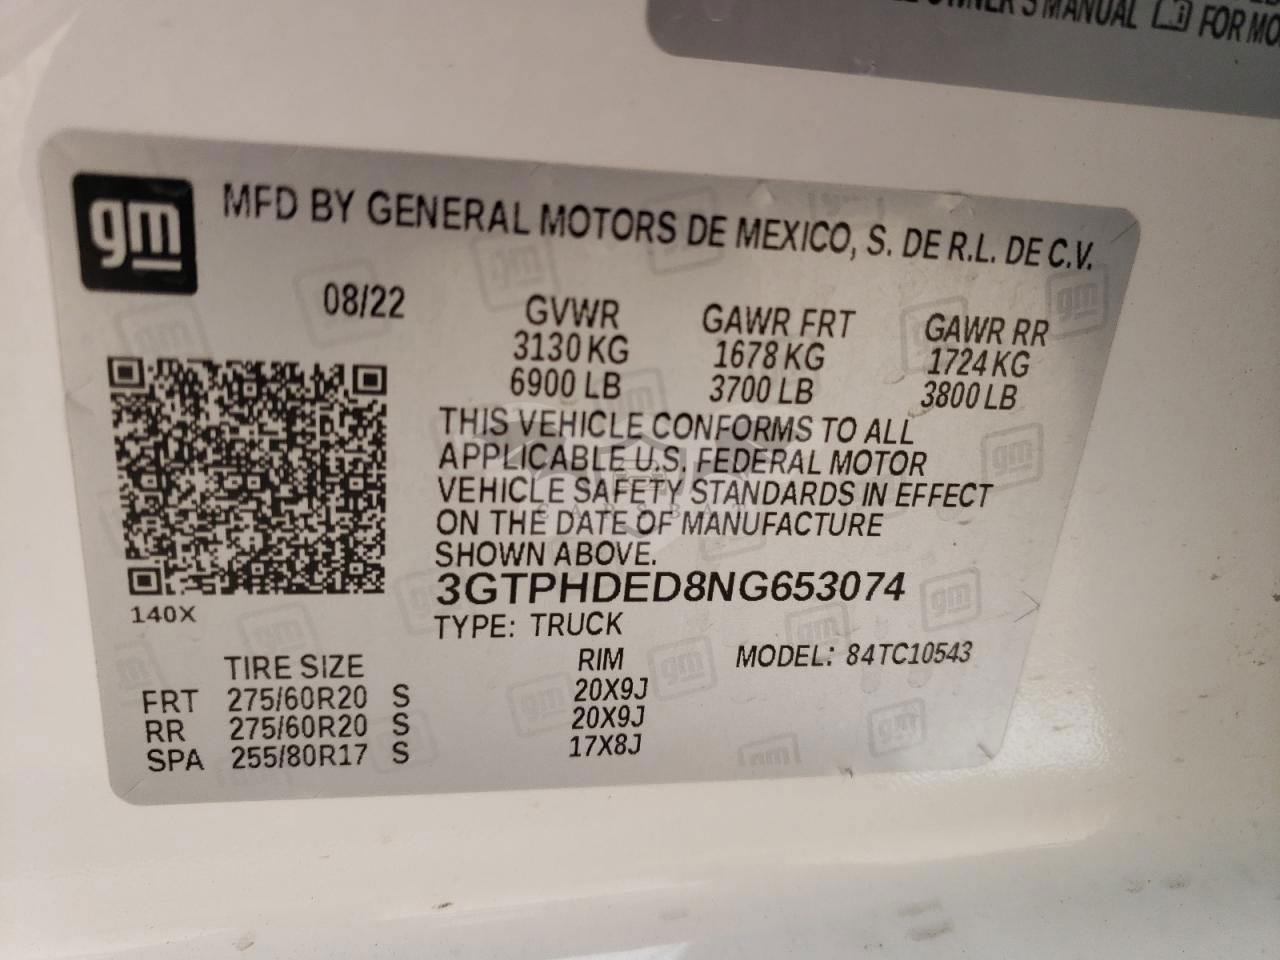 OWNER'S MANUAL FOR MO
gm
MFD BY GENERAL MOTORS DE MEXICO, S. DE R.L. DE C.V.
08/22
GVWR GAWR FRT GAWR RR
3130 KG 1678 KG 1724 KG
6900 LB 3700 LB 3800 LB
THIS VEHICLE CONFORMS TO ALL
APPLICABLE U.S. FEDERAL MOTOR
VEHICLE SAFETY STANDARDS IN EFFECT
ON THE DATE OF MANUFACTURE
SHOWN ABOVE.
3GTPHDED8NG653074
140X
TYPE: TRUCK
TIRE SIZE RIM MODEL: 84TC10543
FRT 275/60R20 S 20X9J
RR 275/60R20 S 20X9J
SPA 255/80R17 S 17X8J